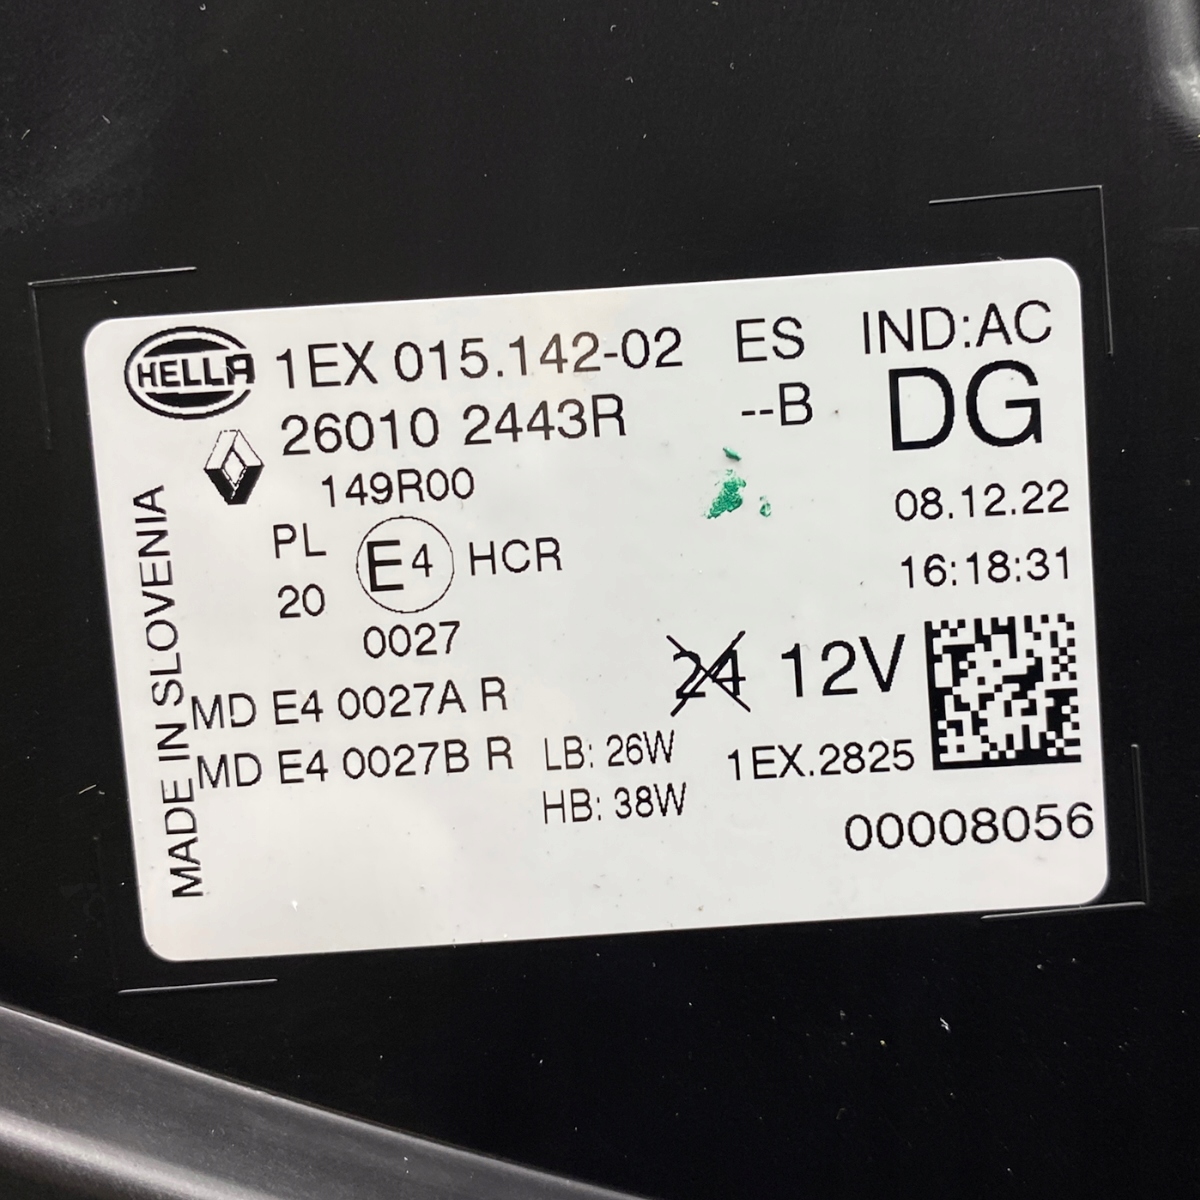 HELLA 1EX 015.142-02 ES IND:AC
26010 2443R --B DG
149R00
08.12.22
PL E4 HCR
20
16:18:31
0027
24 12V
MD E4 0027A R
MD E4 0027B R LB: 26W 1EX.2825
HB: 38W
00008056
MADE IN SLOVENIA